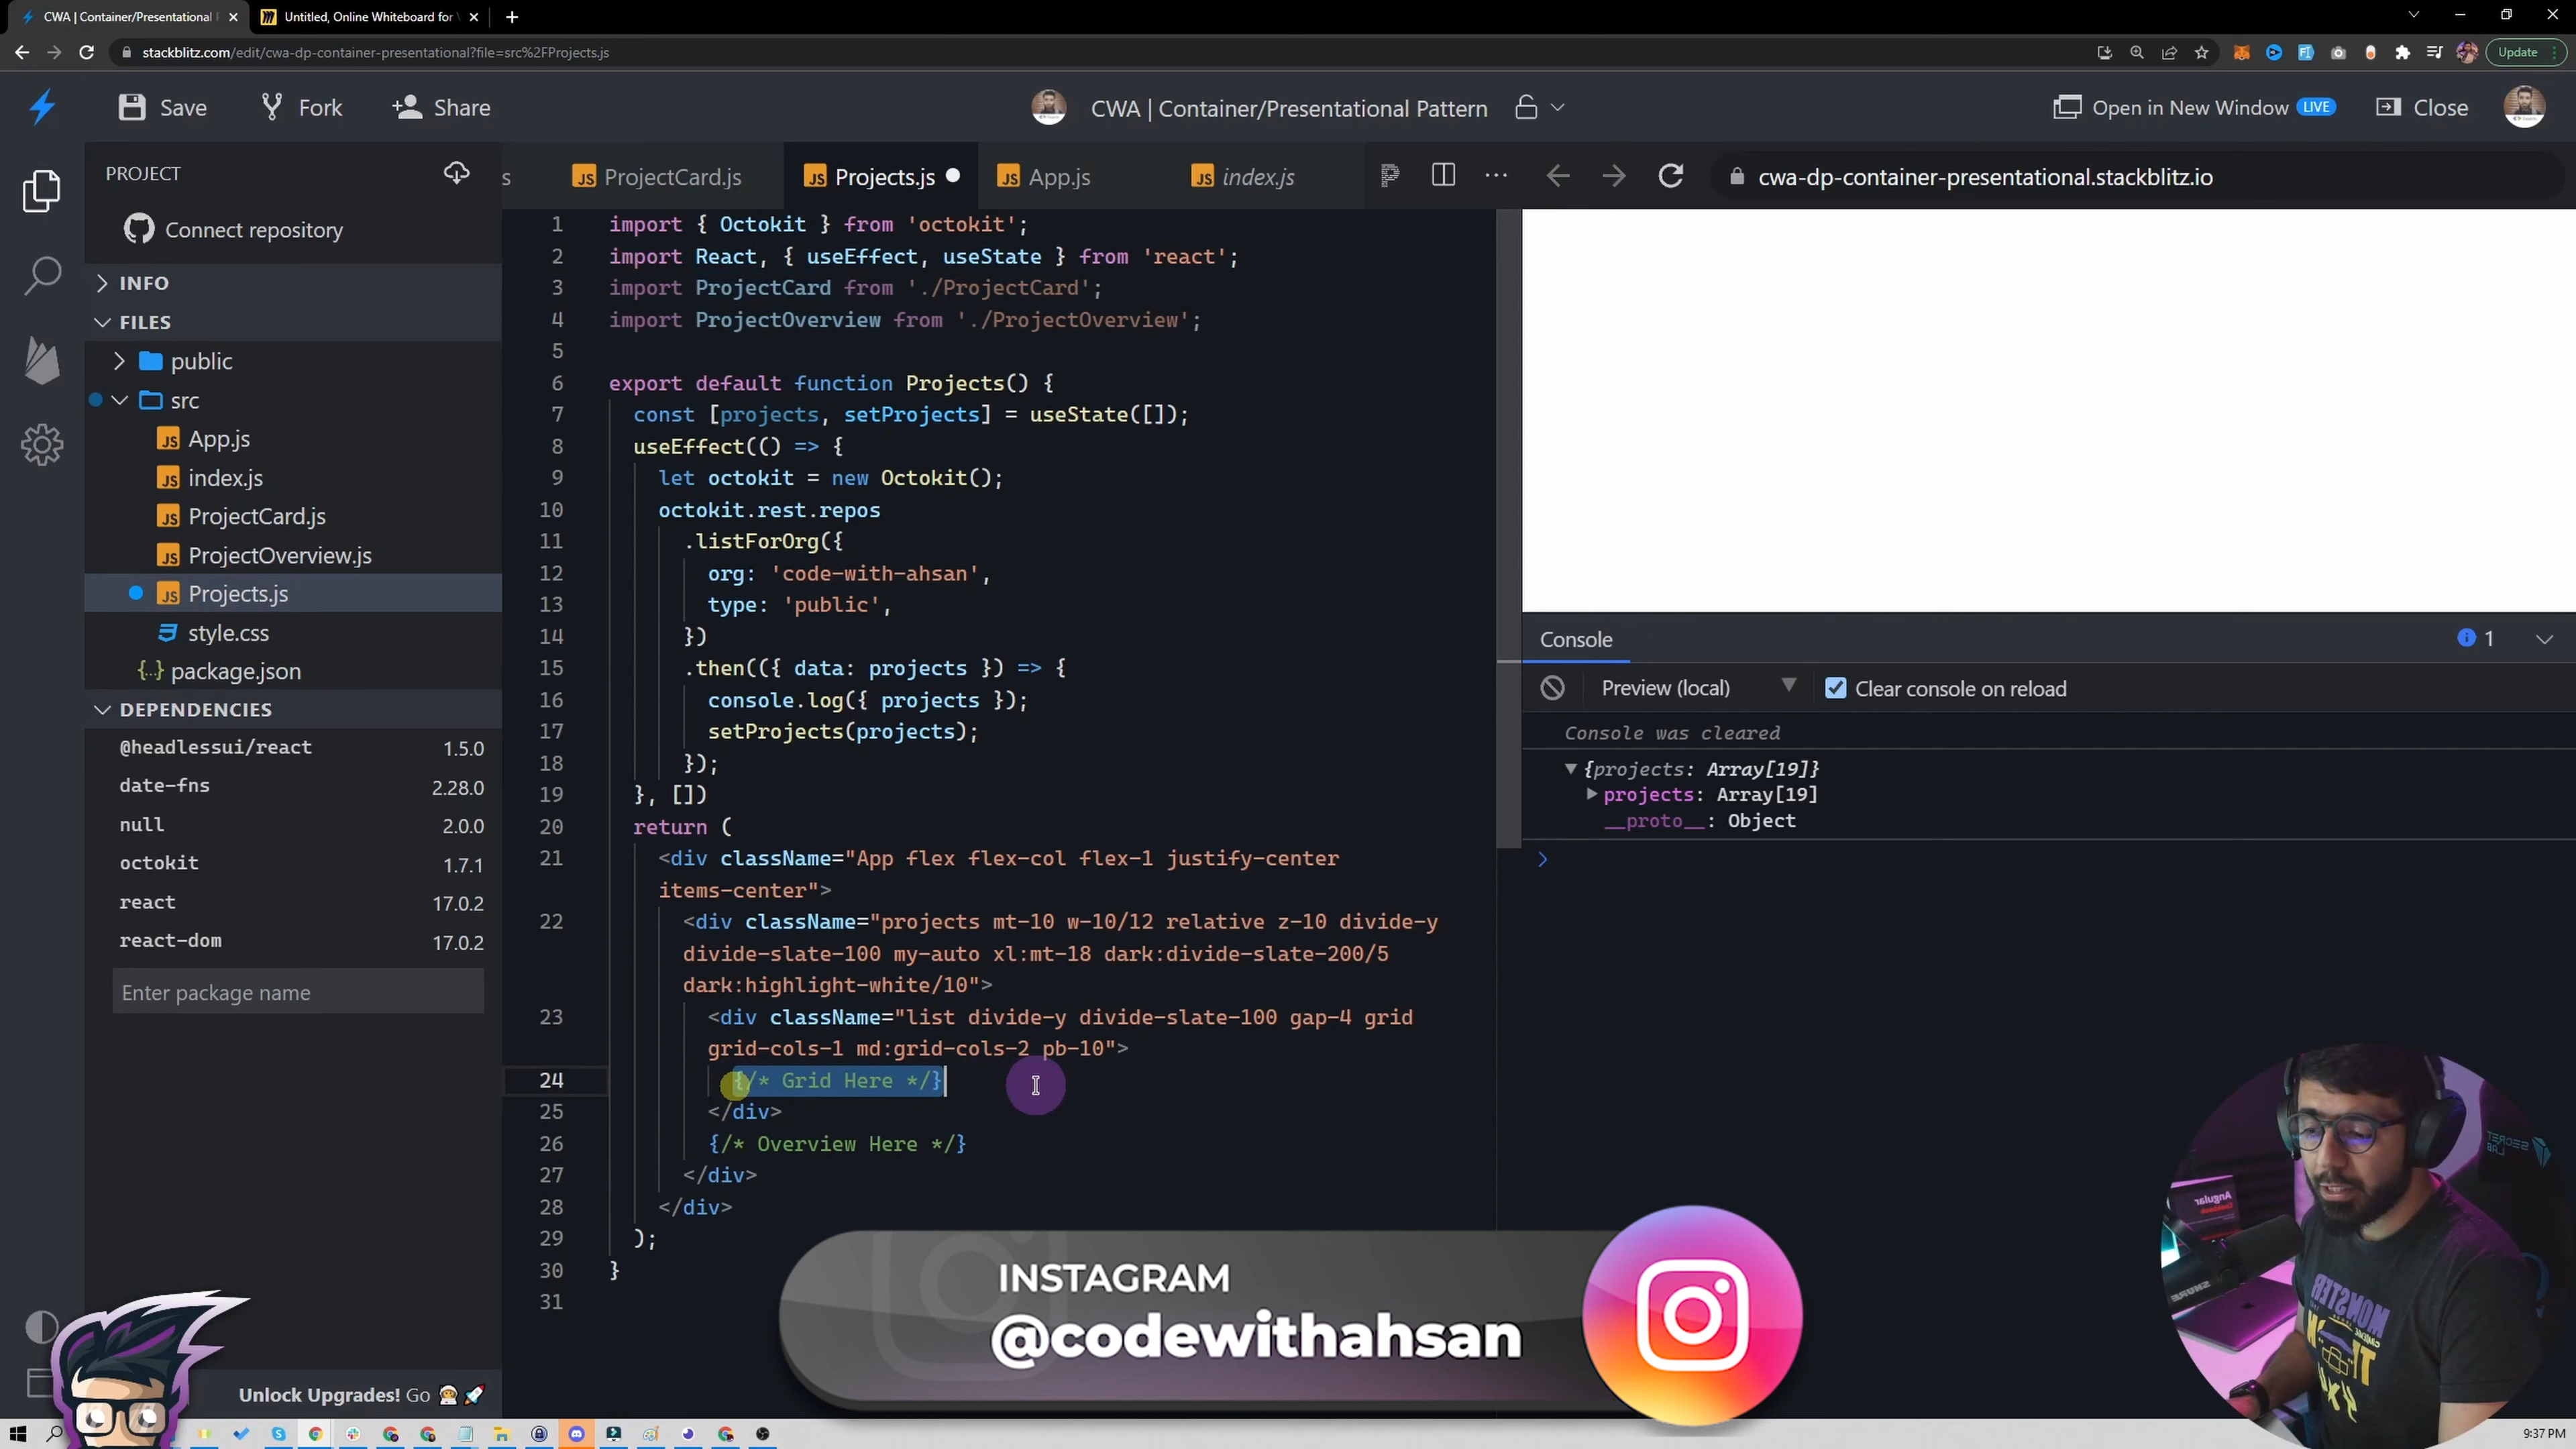 CWA | Container/Presentational P
Untitled, Online Whiteboard for
stackblitz.com/edit/cwa-dp-container-presentational?file=src%2FProjects.js
Update
Save
Fork
Share
CWA | Container/Presentational Pattern
Open in New Window LIVE
Close
PROJECT
Connect repository
INFO
FILES
public
src
JS App.js
JS index.js
JS ProjectCard.js
JS ProjectOverview.js
JS Projects.js
style.css
{..} package.json
DEPENDENCIES
@headlessui/react 1.5.0
date-fns 2.28.0
null 2.0.0
octokit 1.7.1
react 17.0.2
react-dom 17.0.2
Enter package name
Unlock Upgrades! Go
s
JS ProjectCard.js
JS Projects.js
JS App.js
JS index.js
cwa-dp-container-presentational.stackblitz.io
1 import { Octokit } from 'octokit';
2 import React, { useEffect, useState } from 'react';
3 import ProjectCard from './ProjectCard';
4 import ProjectOverview from './ProjectOverview';
5
6 export default function Projects() {
7 const [projects, setProjects] = useState([]);
8 useEffect(() => {
9 let octokit = new Octokit();
10 octokit.rest.repos
11 .listForOrg({
12 org: 'code-with-ahsan',
13 type: 'public',
14 })
15 .then(({ data: projects }) => {
16 console.log({ projects });
17 setProjects(projects);
18 });
19 }, [])
20 return (
21 <div className="App flex flex-col flex-1 justify-center
items-center">
22 <div className="projects mt-10 w-10/12 relative z-10 divide-y
divide-slate-100 my-auto xl:mt-18 dark:divide-slate-200/5
dark:highlight-white/10">
23 <div className="list divide-y divide-slate-100 gap-4 grid
grid-cols-1 md:grid-cols-2 pb-10">
24 {/* Grid Here */}
25 </div>
26 {/* Overview Here */}
27 </div>
28 </div>
29 );
30 }
31
Console
1
Preview (local)
Clear console on reload
Console was cleared
{projects: Array[19]}
projects: Array[19]
__proto__: Object
INSTAGRAM
@codewithahsan
Angular
MONSTER
SECRET
LAB
SHURE
9:37 PM